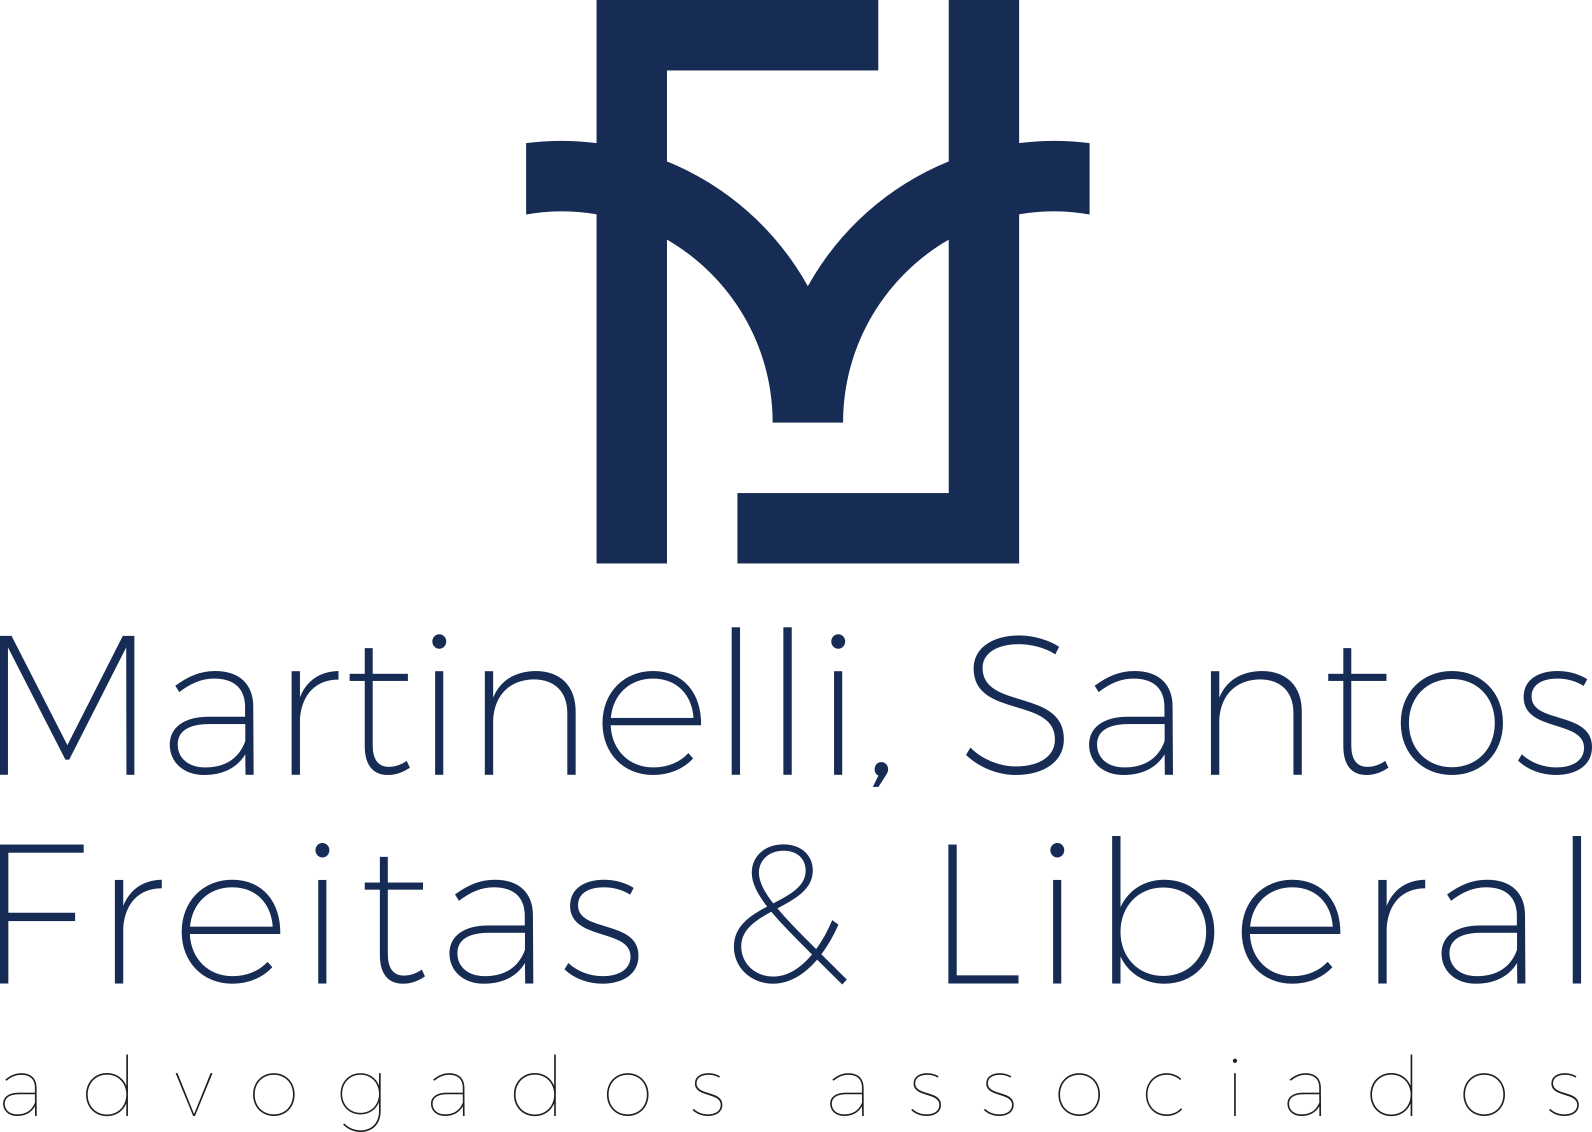 Martinelli, Santos
Freitas & Liberal
advogados associados